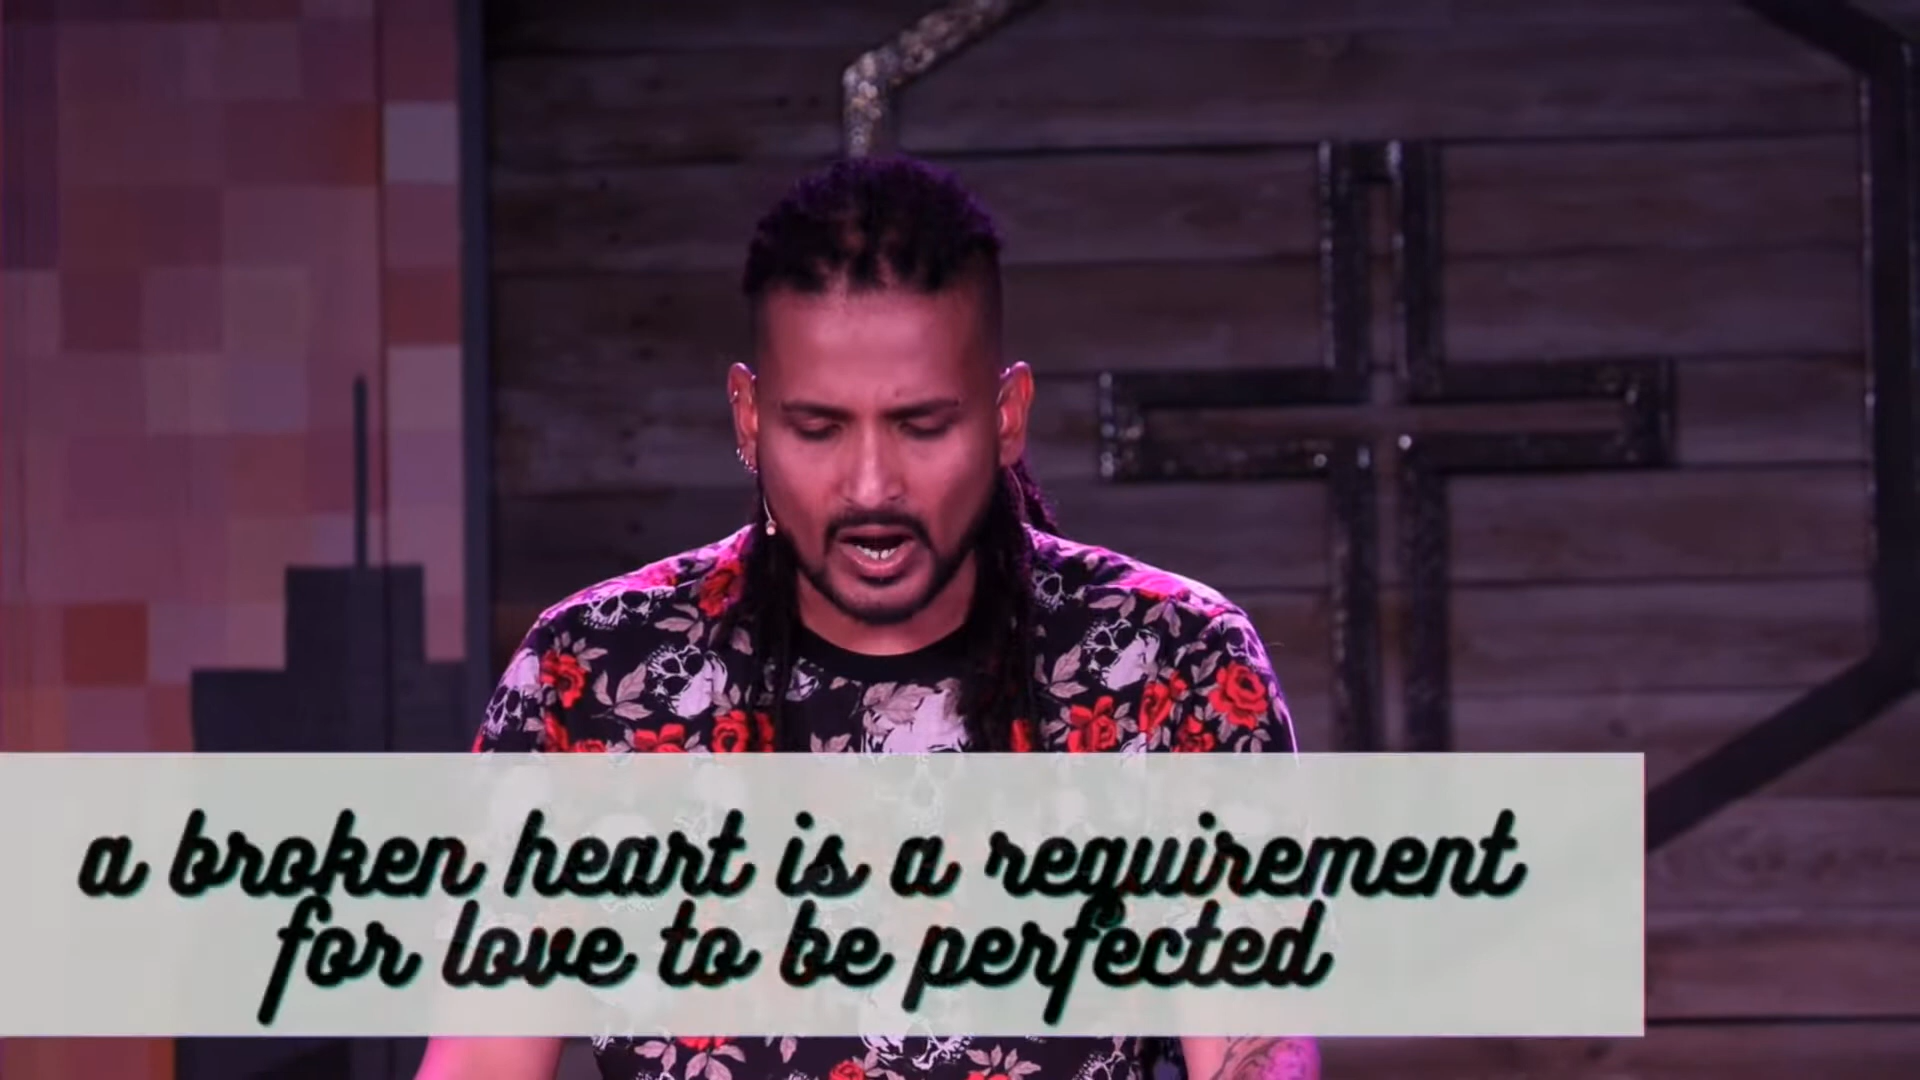 a broken heart is a requirement
for love to be perfected